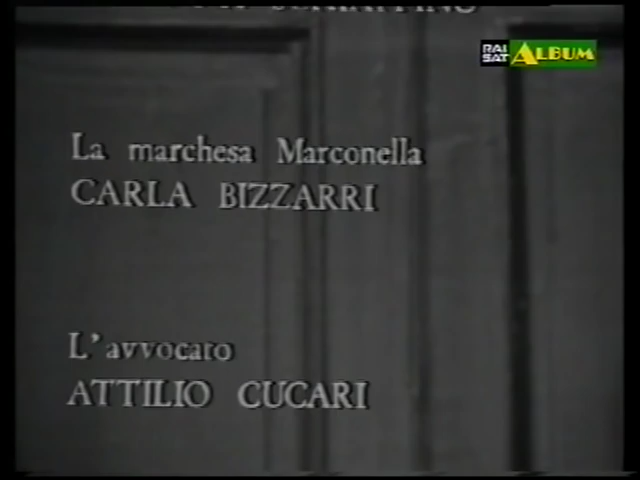 RAI
SAT ALBUM
La marchesa Marconella
CARLA BIZZARRI
L'avvocato
ATTILIO CUCARI